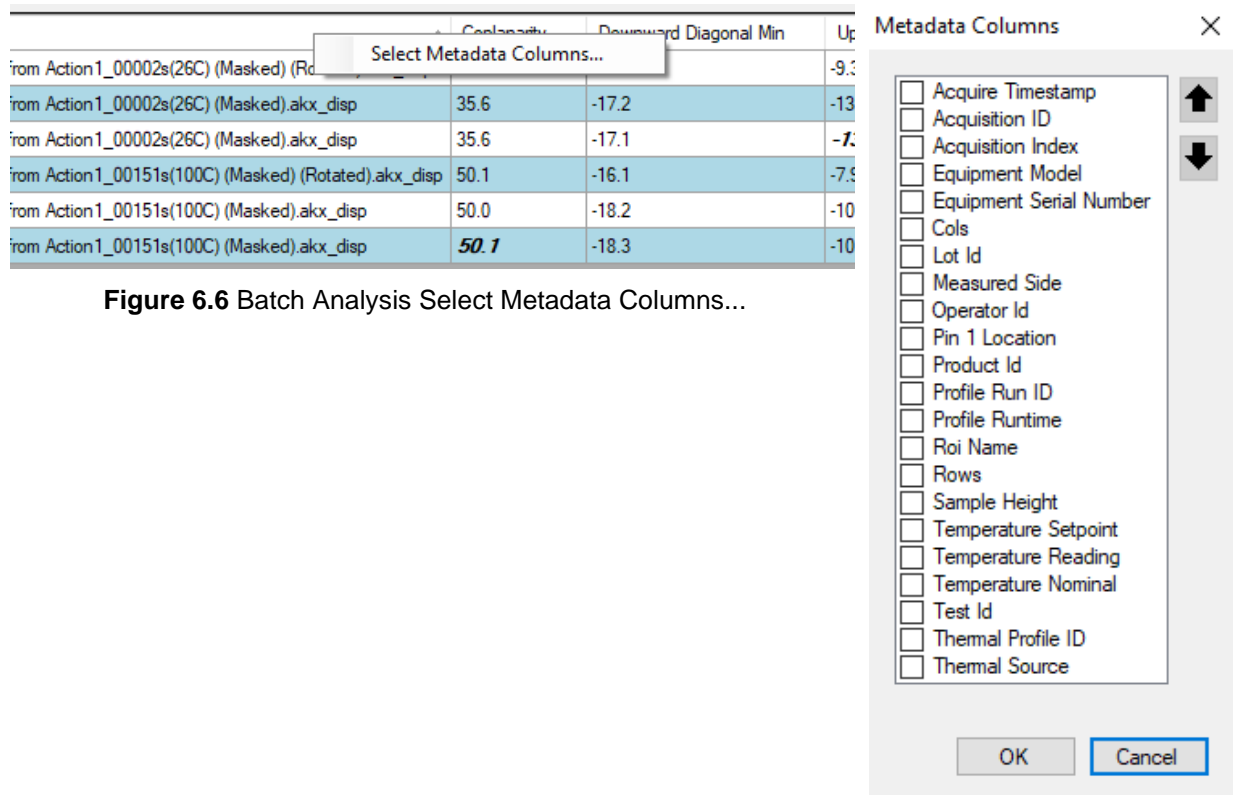 Coplanarity Downward Diagonal Min
Select Metadata Columns...
from Action1_00002s(26C) (Masked) -9.3
from Action1_00002s(26C) (Masked).akx_disp 35.6 -17.2 -13
from Action1_00002s(26C) (Masked).akx_disp 35.6 -17.1
from Action1_00151s(100C) (Masked) (Rotated).akx_disp 50.1 -16.1 -7.9
from Action1_00151s(100C) (Masked).akx_disp 50.0 -18.2 -10
from Action1_00151s(100C) (Masked).akx_disp 50.1 -18.3 -10
Figure 6.6 Batch Analysis Select Metadata Columns...
Metadata Columns
Acquire Timestamp
Acquisition ID
Acquisition Index
Equipment Model
Equipment Serial Number
Cols
Lot Id
Measured Side
Operator Id
Pin 1 Location
Product Id
Profile Run ID
Profile Runtime
Roi Name
Rows
Sample Height
Temperature Setpoint
Temperature Reading
Temperature Nominal
Test Id
Thermal Profile ID
Thermal Source
OK Cancel